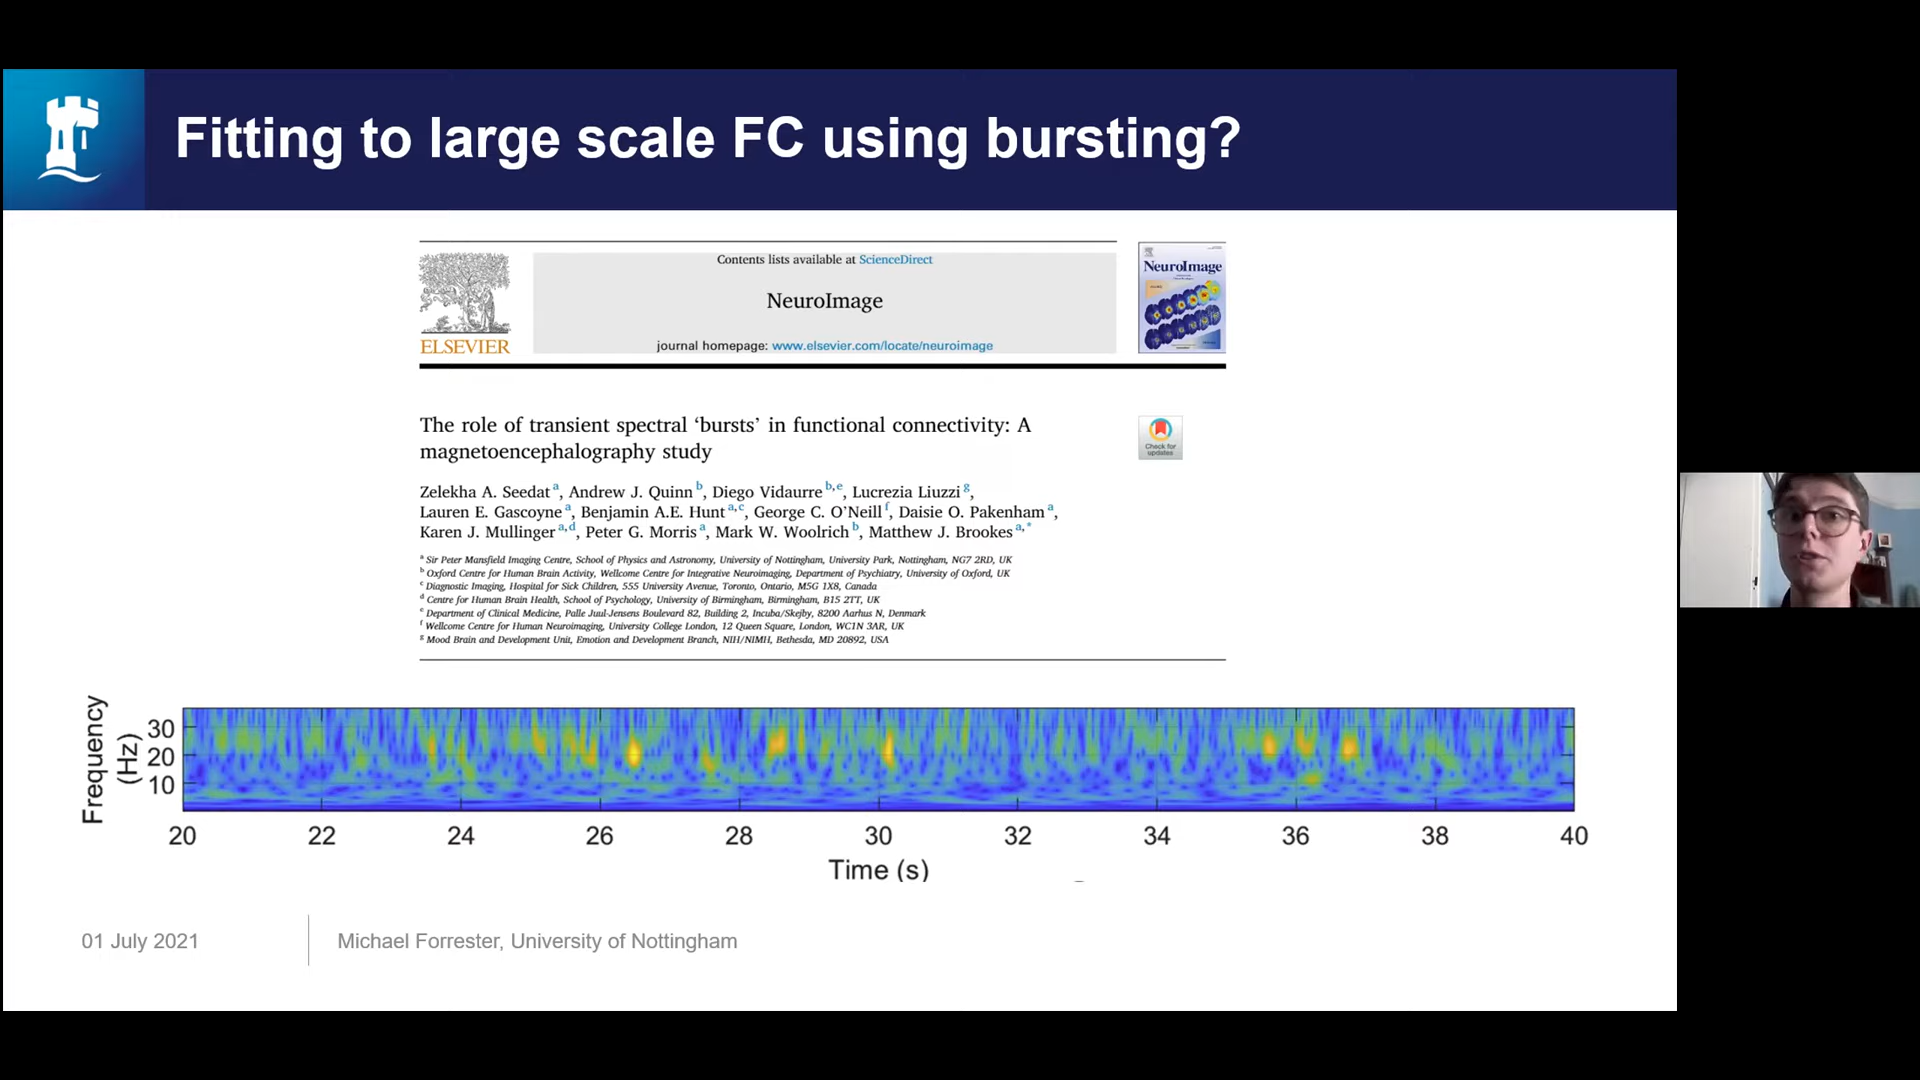 Fitting to large scale FC using bursting?
Contents lists available at ScienceDirect
NeuroImage
journal homepage: www.elsevier.com/locate/neuroimage
ELSEVIER
NeuroImage
The role of transient spectral ‘bursts’ in functional connectivity: A
magnetoencephalography study
Check for
updates
Zelekha A. Seedat a, Andrew J. Quinn b, Diego Vidaurre b,e, Lucrezia Liuzzi g,
Lauren E. Gascoyne a, Benjamin A.E. Hunt a,c, George C. O’Neill f, Daisie O. Pakenham a,
Karen J. Mullinger a,d, Peter G. Morris a, Mark W. Woolrich b, Matthew J. Brookes a,*
a Sir Peter Mansfield Imaging Centre, School of Physics and Astronomy, University of Nottingham, University Park, Nottingham, NG7 2RD, UK
b Oxford Centre for Human Brain Activity, Wellcome Centre for Integrative Neuroimaging, Department of Psychiatry, University of Oxford, UK
c Diagnostic Imaging, Hospital for Sick Children, 555 University Avenue, Toronto, Ontario, M5G 1X8, Canada
d Centre for Human Brain Health, School of Psychology, University of Birmingham, Birmingham, B15 2TT, UK
e Department of Clinical Medicine, Palle Juul-Jensens Boulevard 82, Building 2, Incuba/Skejby, 8200 Aarhus N, Denmark
f Wellcome Centre for Human Neuroimaging, University College London, 12 Queen Square, London, WC1N 3AR, UK
g Mood Brain and Development Unit, Emotion and Development Branch, NIH/NIMH, Bethesda, MD 20892, USA
Frequency
(Hz)
30
20
10
20 22 24 26 28 30 32 34 36 38 40
Time (s)
01 July 2021
Michael Forrester, University of Nottingham